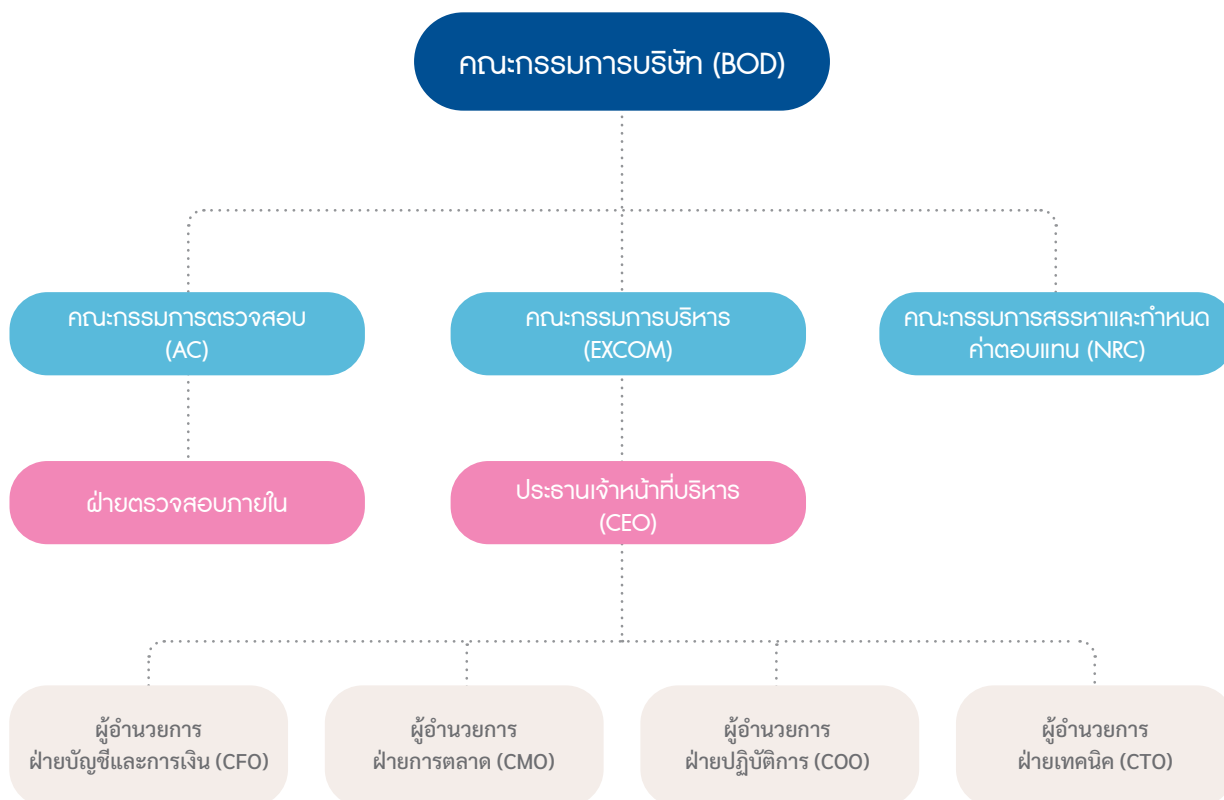 คณะกรรมการบริษัท (BOD)
คณะกรรมการตรวจสอบ
(AC)
คณะกรรมการบริหาร
(EXCOM)
คณะกรรมการสรรหาและกำหนด
ค่าตอบแทน (NRC)
ฝ่ายตรวจสอบภายใน
ประธานเจ้าหน้าที่บริหาร
(CEO)
ผู้อำนวยการ
ฝ่ายบัญชีและการเงิน (CFO)
ผู้อำนวยการ
ฝ่ายการตลาด (CMO)
ผู้อำนวยการ
ฝ่ายปฏิบัติการ (COO)
ผู้อำนวยการ
ฝ่ายเทคนิค (CTO)